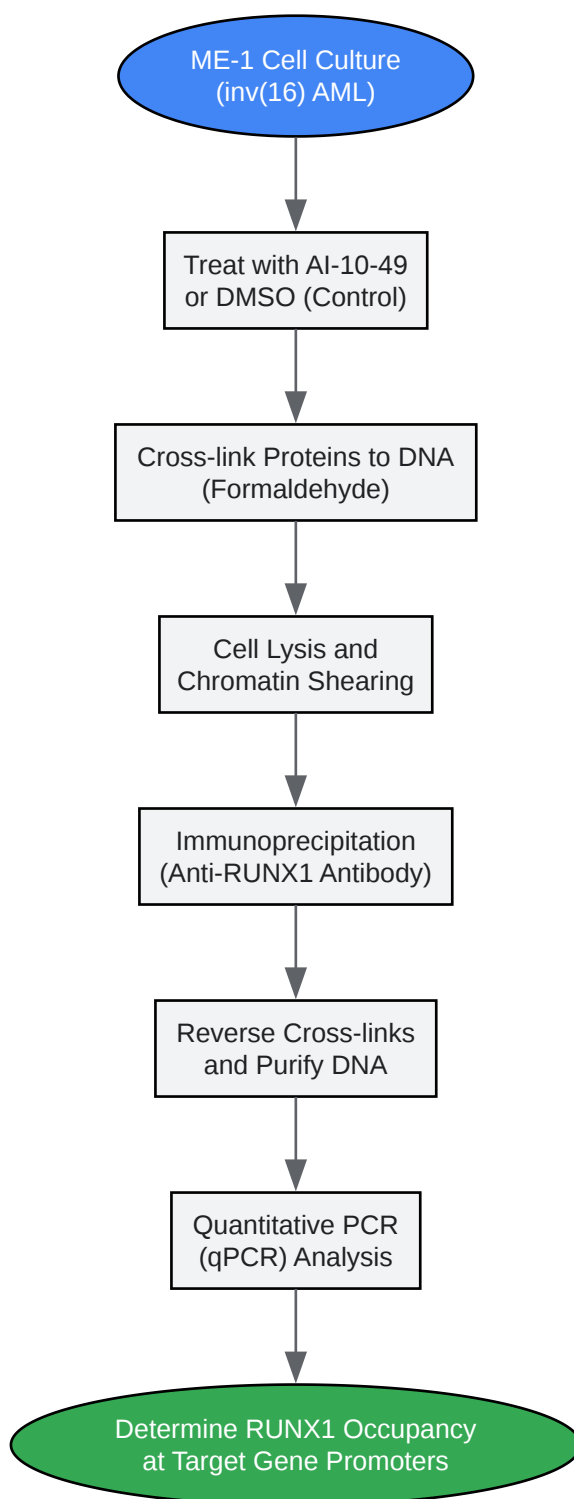 ME-1 Cell Culture
(inv(16) AML)
Treat with AI-10-49
or DMSO (Control)
Cross-link Proteins to DNA
(Formaldehyde)
Cell Lysis and
Chromatin Shearing
Immunoprecipitation
(Anti-RUNX1 Antibody)
Reverse Cross-links
and Purify DNA
Quantitative PCR
(qPCR) Analysis
Determine RUNX1 Occupancy
at Target Gene Promoters